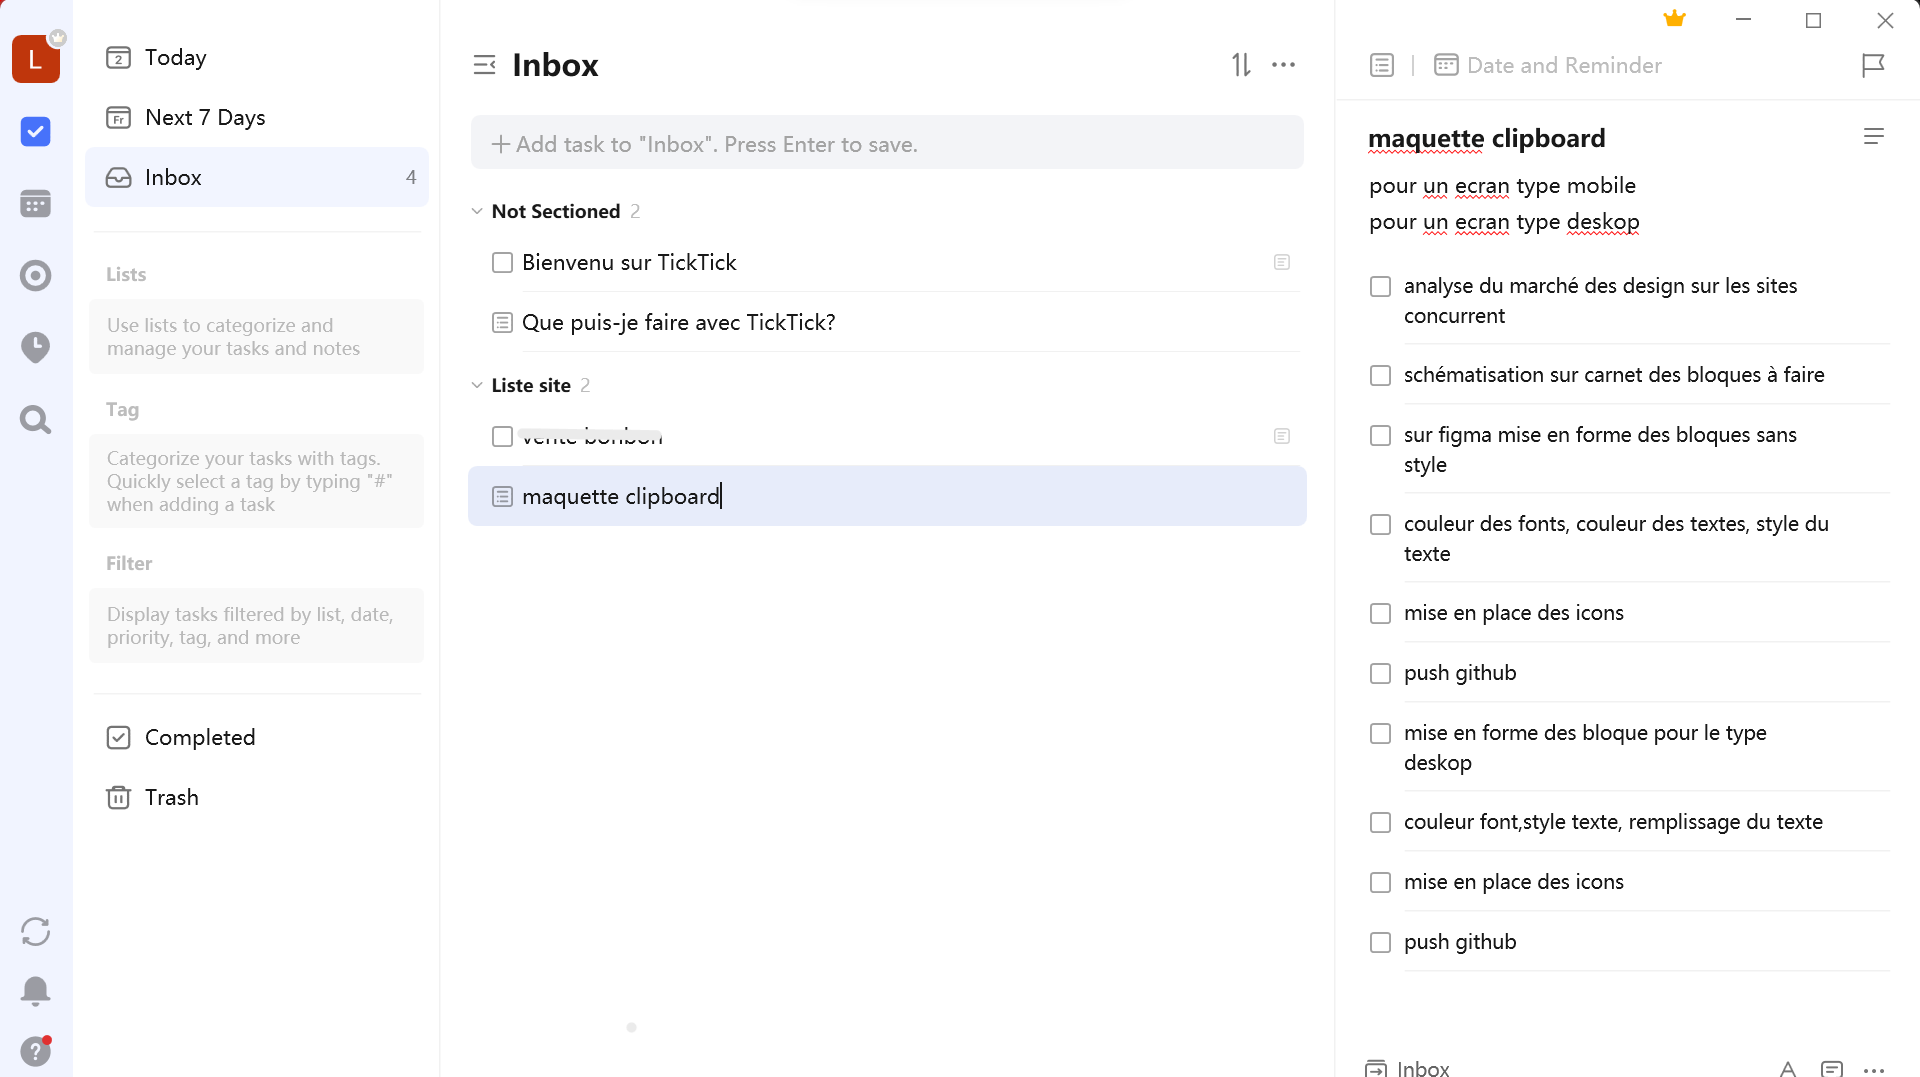 L
2
Today
Fr
Next 7 Days
Inbox 4
Lists
Use lists to categorize and
manage your tasks and notes
Tag
Categorize your tasks with tags.
Quickly select a tag by typing "#"
when adding a task
Filter
Display tasks filtered by list, date,
priority, tag, and more
Completed
Trash
?
Inbox
Add task to "Inbox". Press Enter to save.
Not Sectioned 2
Bienvenu sur TickTick
Que puis-je faire avec TickTick?
Liste site 2
vente bonbon
maquette clipboard
Date and Reminder
maquette clipboard
pour un ecran type mobile
pour un ecran type deskop
analyse du marché des design sur les sites
concurrent
schématisation sur carnet des bloques à faire
sur figma mise en forme des bloques sans
style
couleur des fonts, couleur des textes, style du
texte
mise en place des icons
push github
mise en forme des bloque pour le type
deskop
couleur font,style texte, remplissage du texte
mise en place des icons
push github
Inbox
A